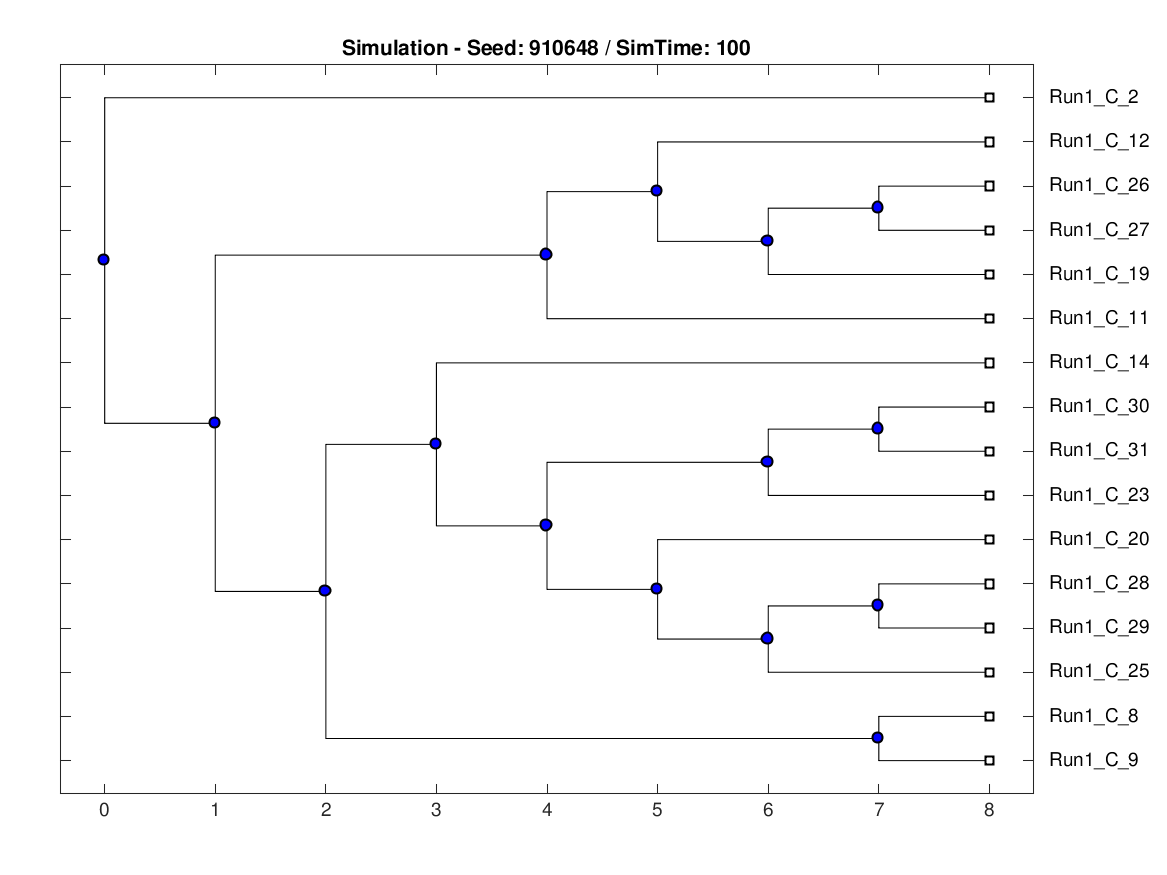 Simulation - Seed: 910648 / SimTime: 100
Run1_C_2
Run1_C_12
Run1_C_26
Run1_C_27
Run1_C_19
Run1_C_11
Run1_C_14
Run1_C_30
Run1_C_31
Run1_C_23
Run1_C_20
Run1_C_28
Run1_C_29
Run1_C_25
Run1_C_8
Run1_C_9
0 1 2 3 4 5 6 7 8